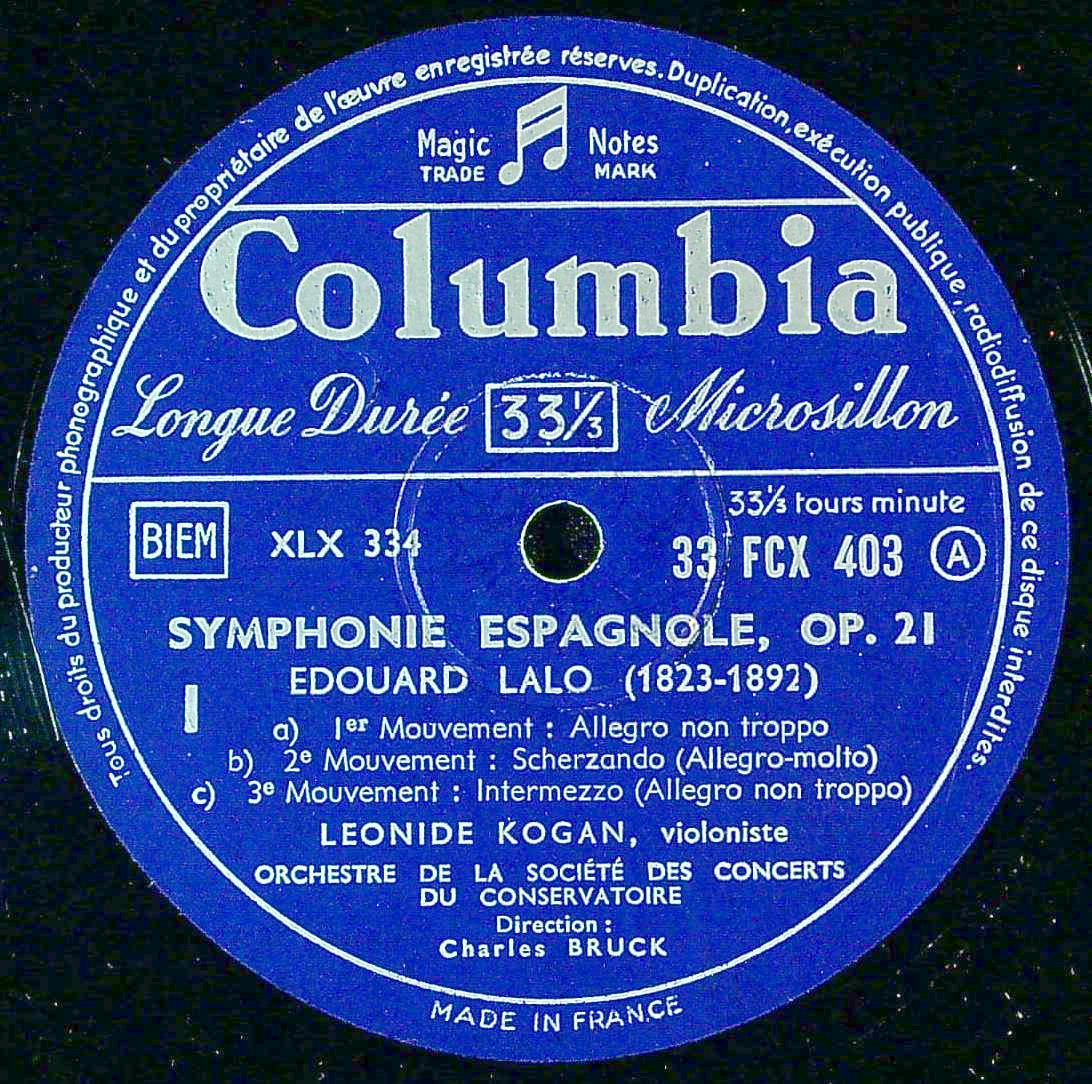 Tous droits du producteur phonographique et du propriétaire de l'œuvre enregistrée réserves. Duplication, exécution publique, radiodiffusion de ce disque interdites.
Magic Notes
TRADE MARK
Columbia
Longue Durée 33⅓ Microsillon
33⅓ tours minute
BIEM XLX 334 33 FCX 403 A
SYMPHONIE ESPAGNOLE, OP. 21
EDOUARD LALO (1823-1892)
I
a) 1er Mouvement : Allegro non troppo
b) 2e Mouvement : Scherzando (Allegro-molto)
c) 3e Mouvement : Intermezzo (Allegro non troppo)
LEONIDE KOGAN, violoniste
ORCHESTRE DE LA SOCIÉTÉ DES CONCERTS
DU CONSERVATOIRE
Direction :
Charles BRUCK
MADE IN FRANCE